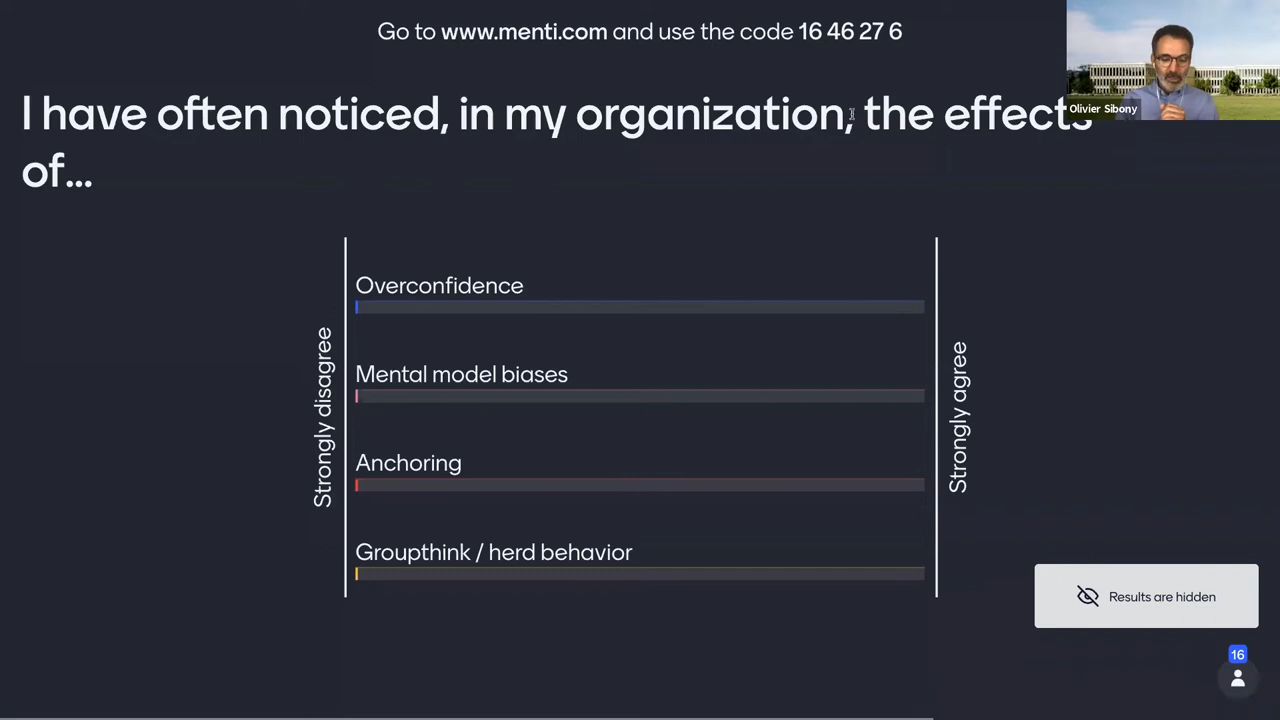 Go to www.menti.com and use the code 16 46 27 6
Olivier Sibony
I have often noticed, in my organization, the effects
of...
Strongly disagree
Overconfidence
Mental model biases
Anchoring
Groupthink / herd behavior
Strongly agree
Results are hidden
16